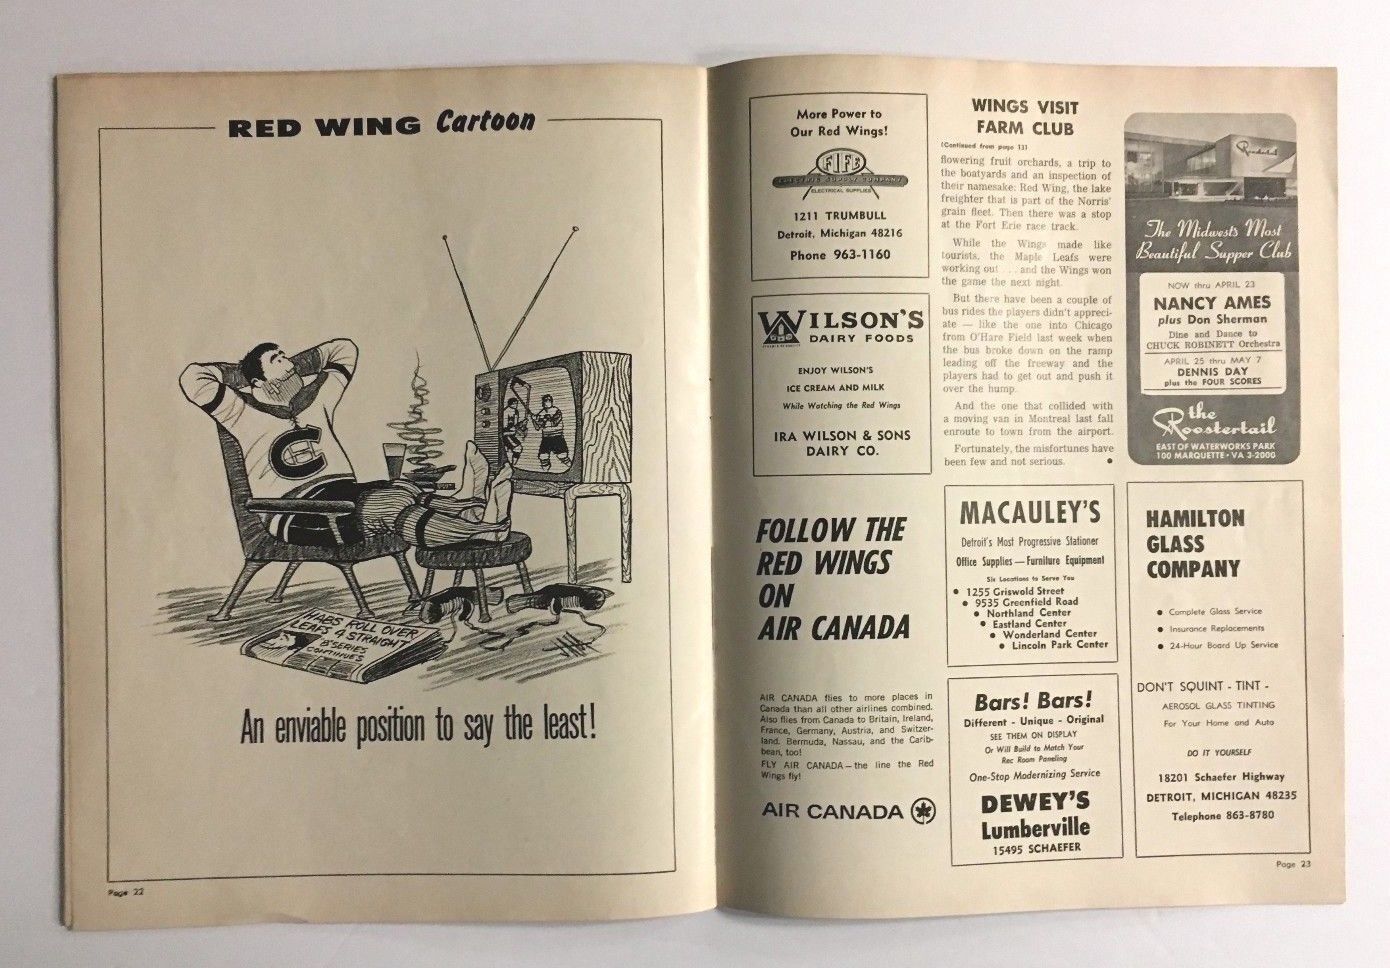 RED WING Cartoon
C
HABS ROLL OVER
LEAFS 4 STRAIGHT
'B' SERIES
CONTINUES
An enviable position to say the least!
Page 22
More Power to
Our Red Wings!
FIFE
ELECTRIC SUPPLY COMPANY
ELECTRICAL SUPPLIES
1211 TRUMBULL
Detroit, Michigan 48216
Phone 963-1160
WILSON'S
DAIRY FOODS
ENJOY WILSON'S
ICE CREAM AND MILK
While Watching the Red Wings
IRA WILSON & SONS
DAIRY CO.
FOLLOW THE
RED WINGS
ON
AIR CANADA
AIR CANADA flies to more places in
Canada than all other airlines combined.
Also flies from Canada to Britain, Ireland,
France, Germany, Austria, and Switzer-
land. Bermuda, Nassau, and the Carib-
bean, too!
FLY AIR CANADA—the line the Red
Wings fly!
AIR CANADA
WINGS VISIT
FARM CLUB
(Continued from page 13)
flowering fruit orchards, a trip to
the boatyards and an inspection of
their namesake: Red Wing, the lake
freighter that is part of the Norris'
grain fleet. Then there was a stop
at the Fort Erie race track.
While the Wings made like
tourists, the Maple Leafs were
working out . . . and the Wings won
the game the next night.
But there have been a couple of
bus rides the players didn't appreci-
ate — like the one into Chicago
from O'Hare Field last week when
the bus broke down on the ramp
leading off the freeway and the
players had to get out and push it
over the hump.
And the one that collided with
a moving van in Montreal last fall
enroute to town from the airport.
Fortunately, the misfortunes have
been few and not serious. •
Roostertail
The Midwests Most
Beautiful Supper Club
NOW thru APRIL 23
NANCY AMES
plus Don Sherman
Dine and Dance to
CHUCK ROBINETT Orchestra
APRIL 25 thru MAY 7
DENNIS DAY
plus the FOUR SCORES
the
Roostertail
EAST OF WATERWORKS PARK
100 MARQUETTE • VA 3-2000
MACAULEY'S
Detroit's Most Progressive Stationer
Office Supplies — Furniture Equipment
Six Locations to Serve You
• 1255 Griswold Street
• 9535 Greenfield Road
• Northland Center
• Eastland Center
• Wonderland Center
• Lincoln Park Center
Bars! Bars!
Different - Unique - Original
SEE THEM ON DISPLAY
Or Will Build to Match Your
Rec Room Paneling
One-Stop Modernizing Service
DEWEY'S
Lumberville
15495 SCHAEFER
HAMILTON
GLASS
COMPANY
• Complete Glass Service
• Insurance Replacements
• 24-Hour Board Up Service
DON'T SQUINT - TINT -
AEROSOL GLASS TINTING
For Your Home and Auto
DO IT YOURSELF
18201 Schaefer Highway
DETROIT, MICHIGAN 48235
Telephone 863-8780
Page 23